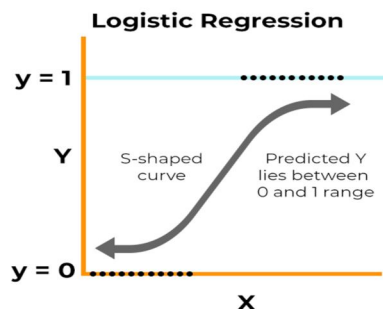 Logistic Regression
y = 1
Y
S-shaped
curve
Predicted Y
lies between
0 and 1 range
y = 0
X